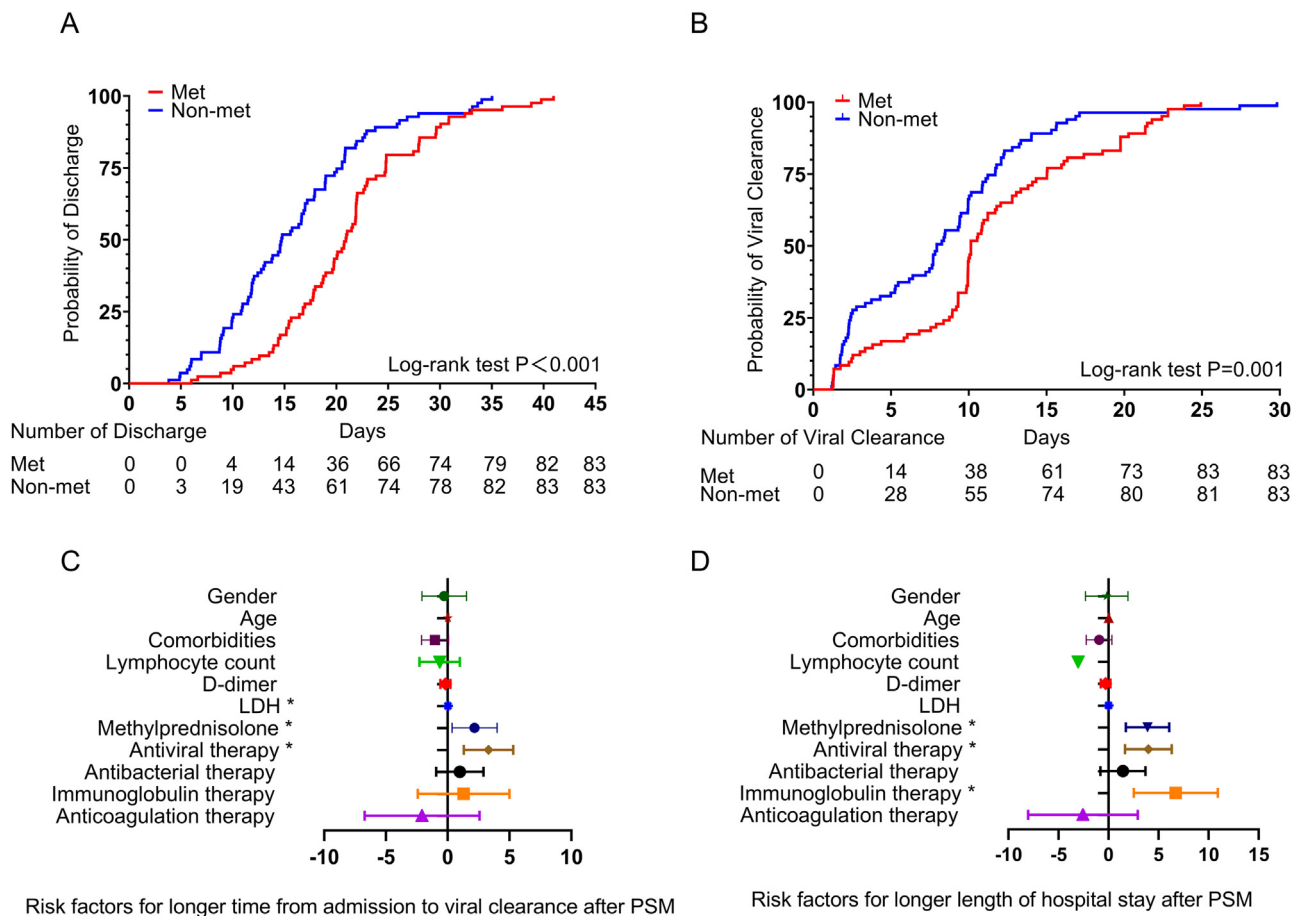 A
Met
Non-met
Probability of Discharge
100
75
50
25
0
Log-rank test P<0.001
0 5 10 15 20 25 30 35 40 45
Number of Discharge Days
Met 0 0 4 14 36 66 74 79 82 83
Non-met 0 3 19 43 61 74 78 82 83 83
B
Met
Non-met
Probability of Viral Clearance
100
75
50
25
0
Log-rank test P=0.001
0 5 10 15 20 25 30
Number of Viral Clearance Days
Met 0 14 38 61 73 83 83
Non-met 0 28 55 74 80 81 83
C
Gender
Age
Comorbidities
Lymphocyte count
D-dimer
LDH *
Methylprednisolone *
Antiviral therapy *
Antibacterial therapy
Immunoglobulin therapy
Anticoagulation therapy
-10 -5 0 5 10
Risk factors for longer time from admission to viral clearance after PSM
D
Gender
Age
Comorbidities
Lymphocyte count
D-dimer
LDH
Methylprednisolone *
Antiviral therapy *
Antibacterial therapy
Immunoglobulin therapy *
Anticoagulation therapy
-10 -5 0 5 10 15
Risk factors for longer length of hospital stay after PSM